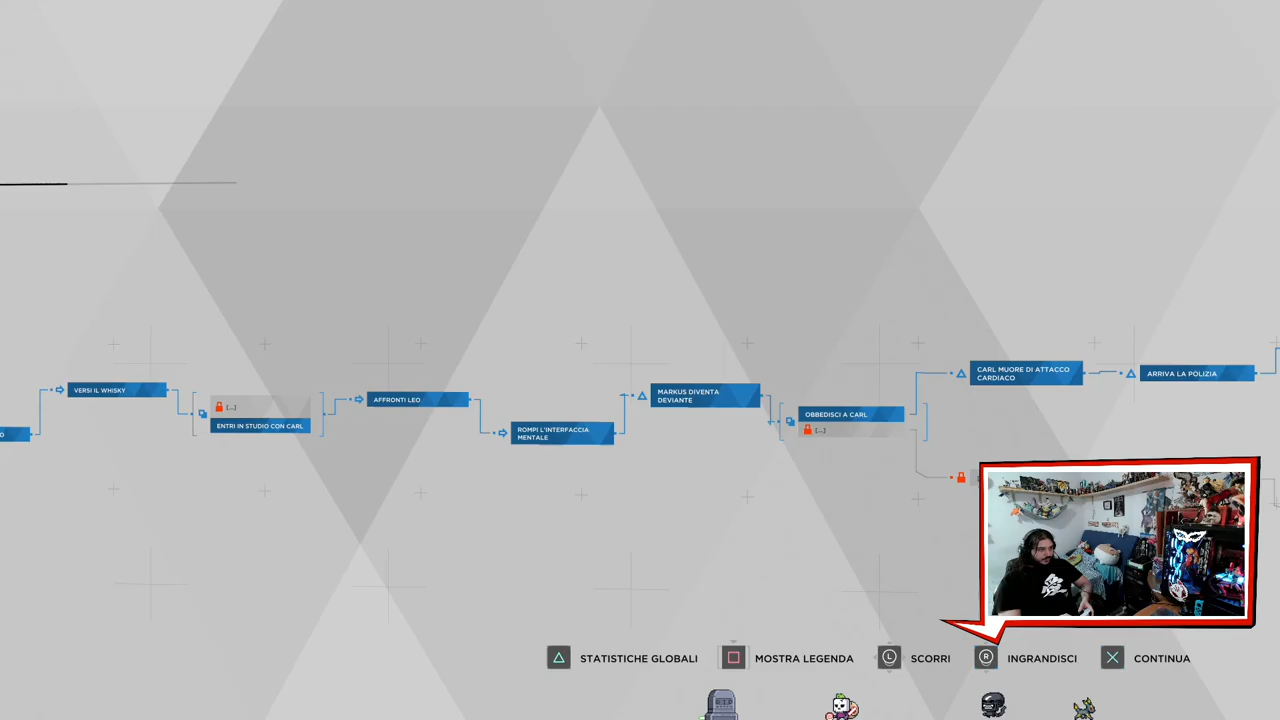 O
VERSI IL WHISKY
[...]
ENTRI IN STUDIO CON CARL
AFFRONTI LEO
ROMPI L'INTERFACCIA
MENTALE
MARKUS DIVENTA
DEVIANTE
OBBEDISCI A CARL
[...]
CARL MUORE DI ATTACCO
CARDIACO
ARRIVA LA POLIZIA
STATISTICHE GLOBALI
MOSTRA LEGENDA
L SCORRI
R INGRANDISCI
CONTINUA